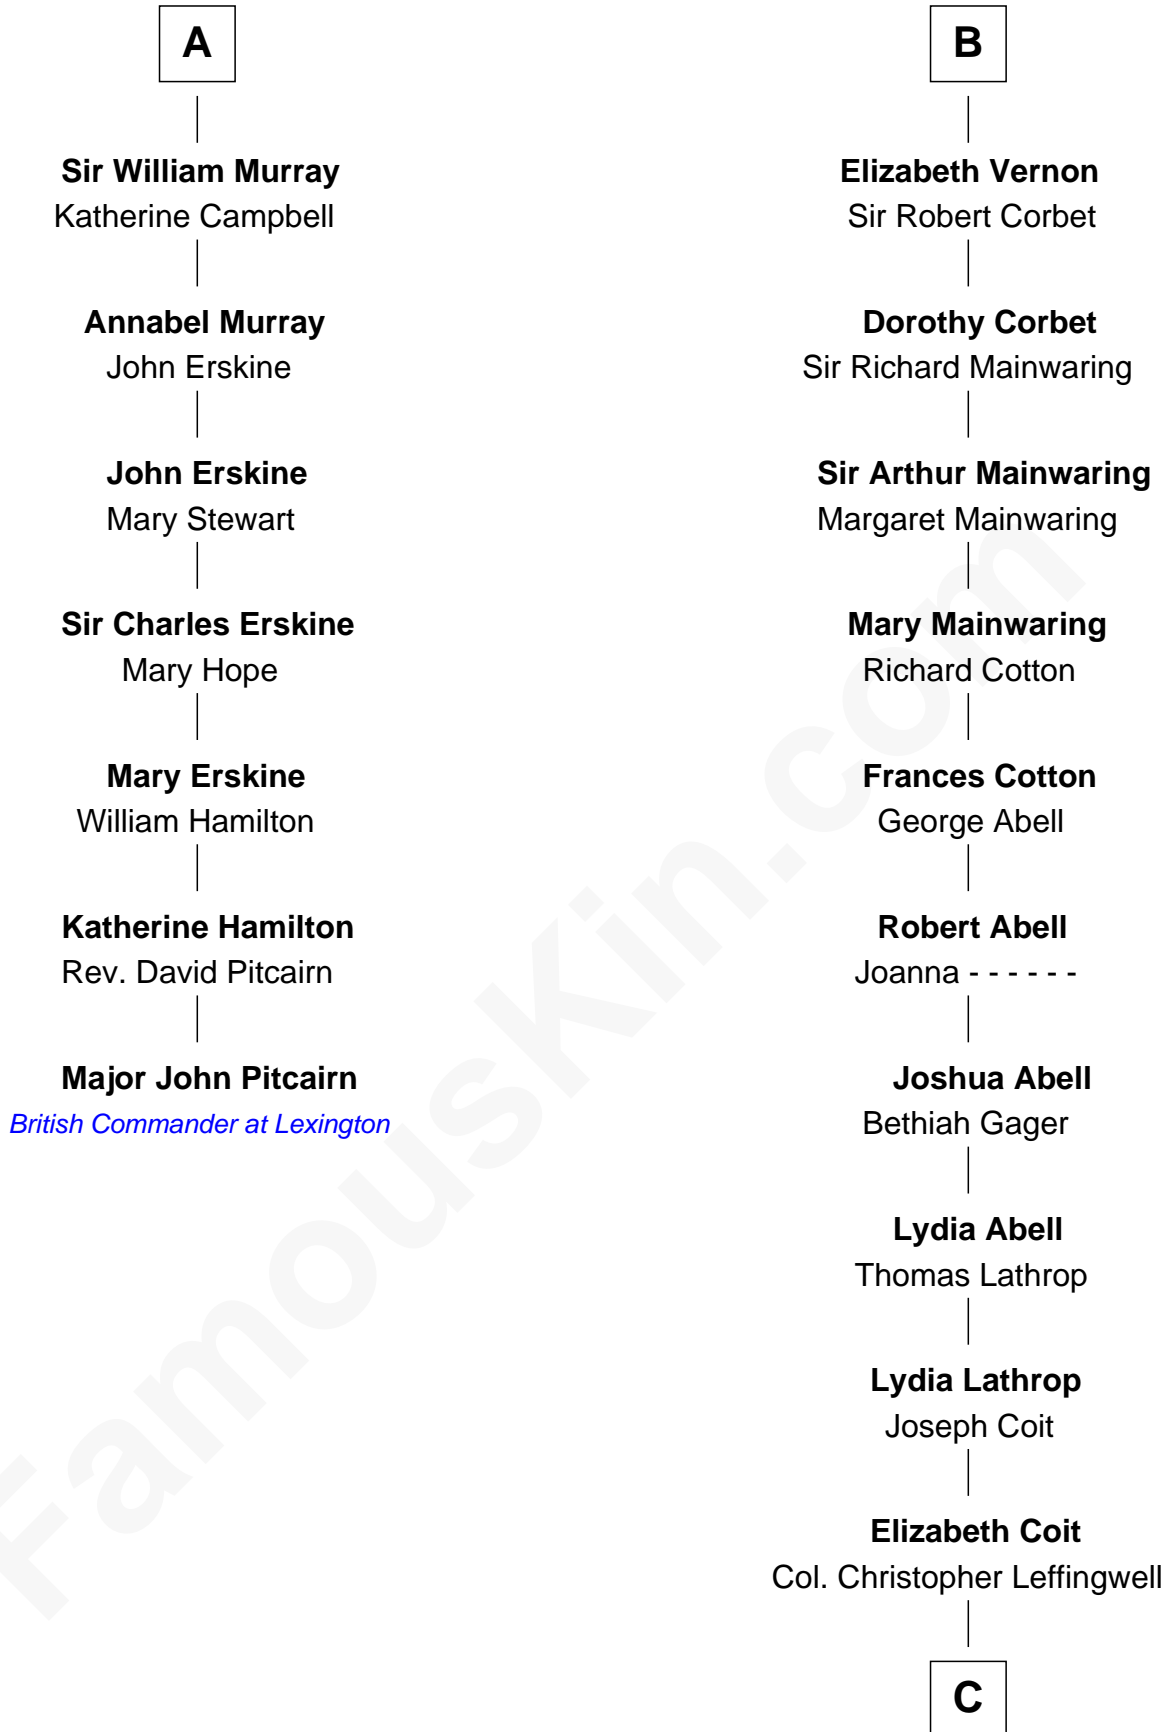 A
Sir William Murray
Katherine Campbell
Annabel Murray
John Erskine
John Erskine
Mary Stewart
Sir Charles Erskine
Mary Hope
Mary Erskine
William Hamilton
Katherine Hamilton
Rev. David Pitcairn
Major John Pitcairn
British Commander at Lexington
B
Elizabeth Vernon
Sir Robert Corbet
Dorothy Corbet
Sir Richard Mainwaring
Sir Arthur Mainwaring
Margaret Mainwaring
Mary Mainwaring
Richard Cotton
Frances Cotton
George Abell
Robert Abell
Joanna - - - - - -
Joshua Abell
Bethiah Gager
Lydia Abell
Thomas Lathrop
Lydia Lathrop
Joseph Coit
Elizabeth Coit
Col. Christopher Leffingwell
C
FamousKin.com